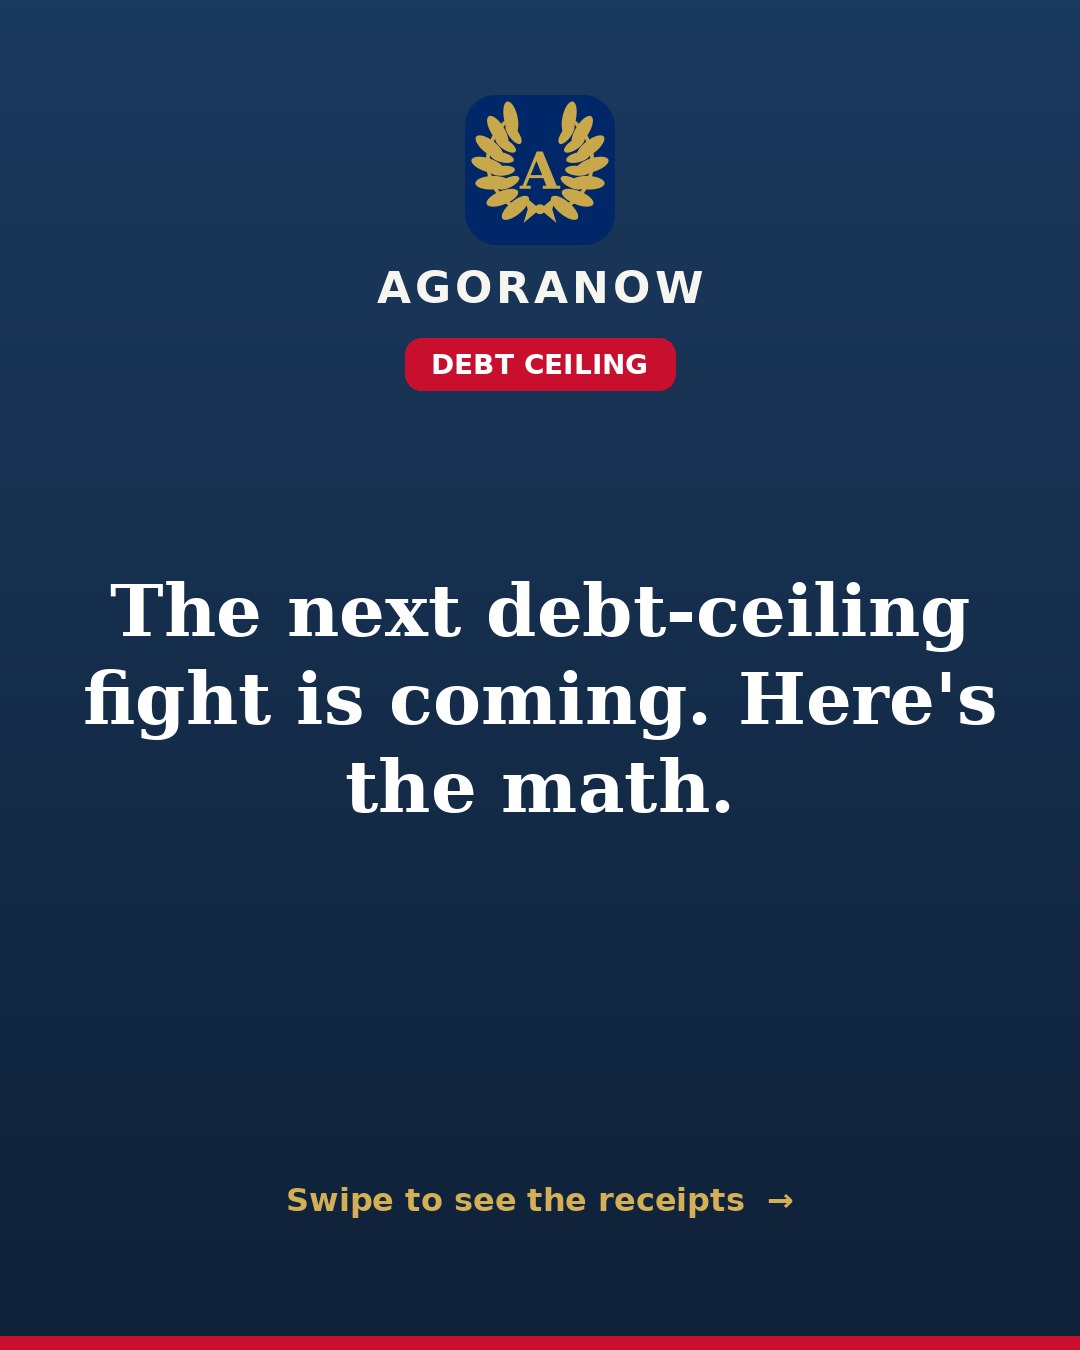 A
AGORANOW
DEBT CEILING
The next debt-ceiling
fight is coming. Here's
the math.
Swipe to see the receipts →